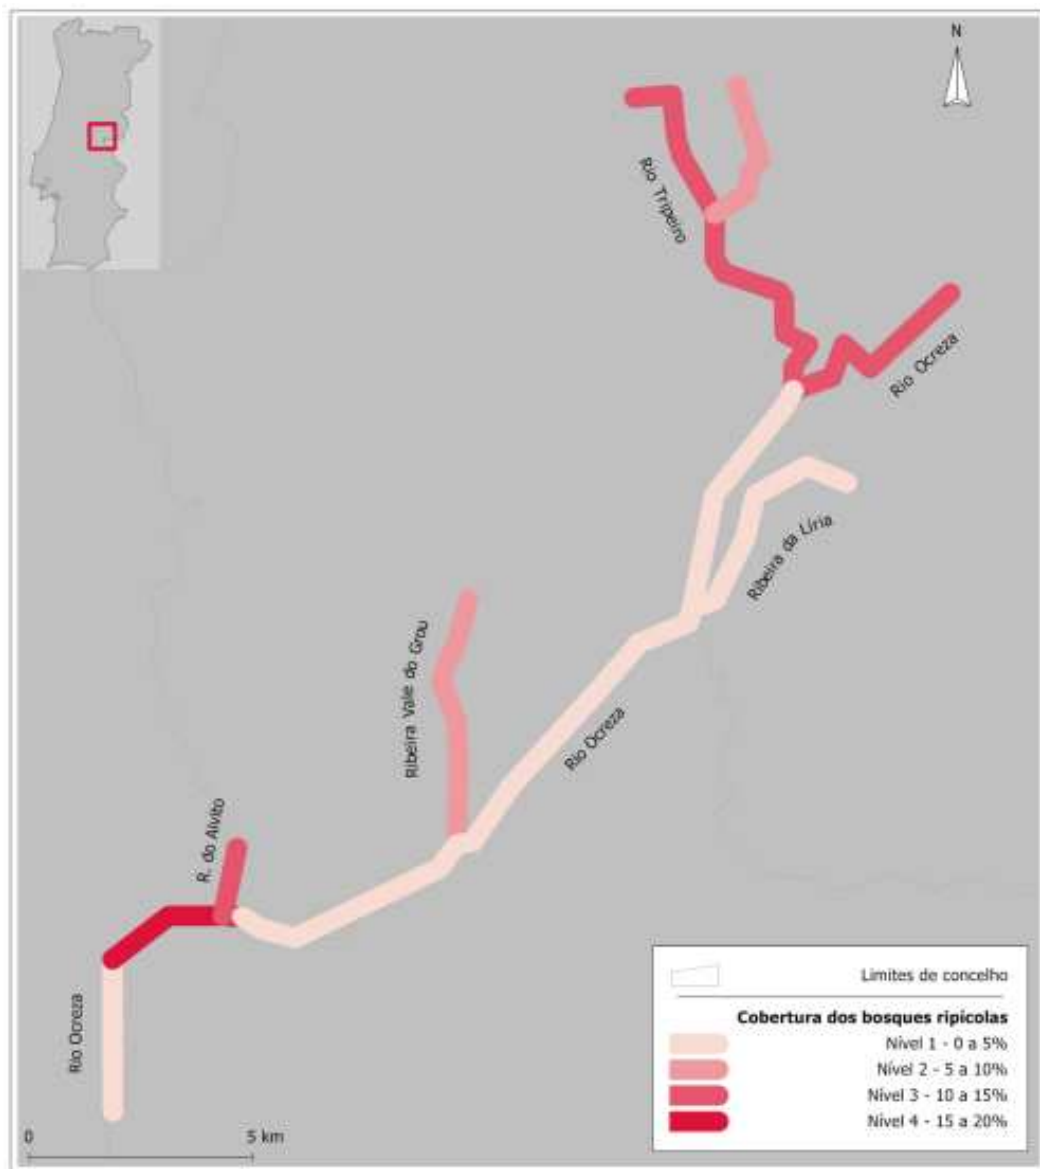 N
Rio Tripeiro
Rio Ocreza
Ribeira da Líria
Ribeira Vale do Grou
Rio Ocreza
R. do Alvito
Rio Ocreza
Limites de concelho
Cobertura dos bosques ripícolas
Nível 1 - 0 a 5%
Nível 2 - 5 a 10%
Nível 3 - 10 a 15%
Nível 4 - 15 a 20%
0 5 km